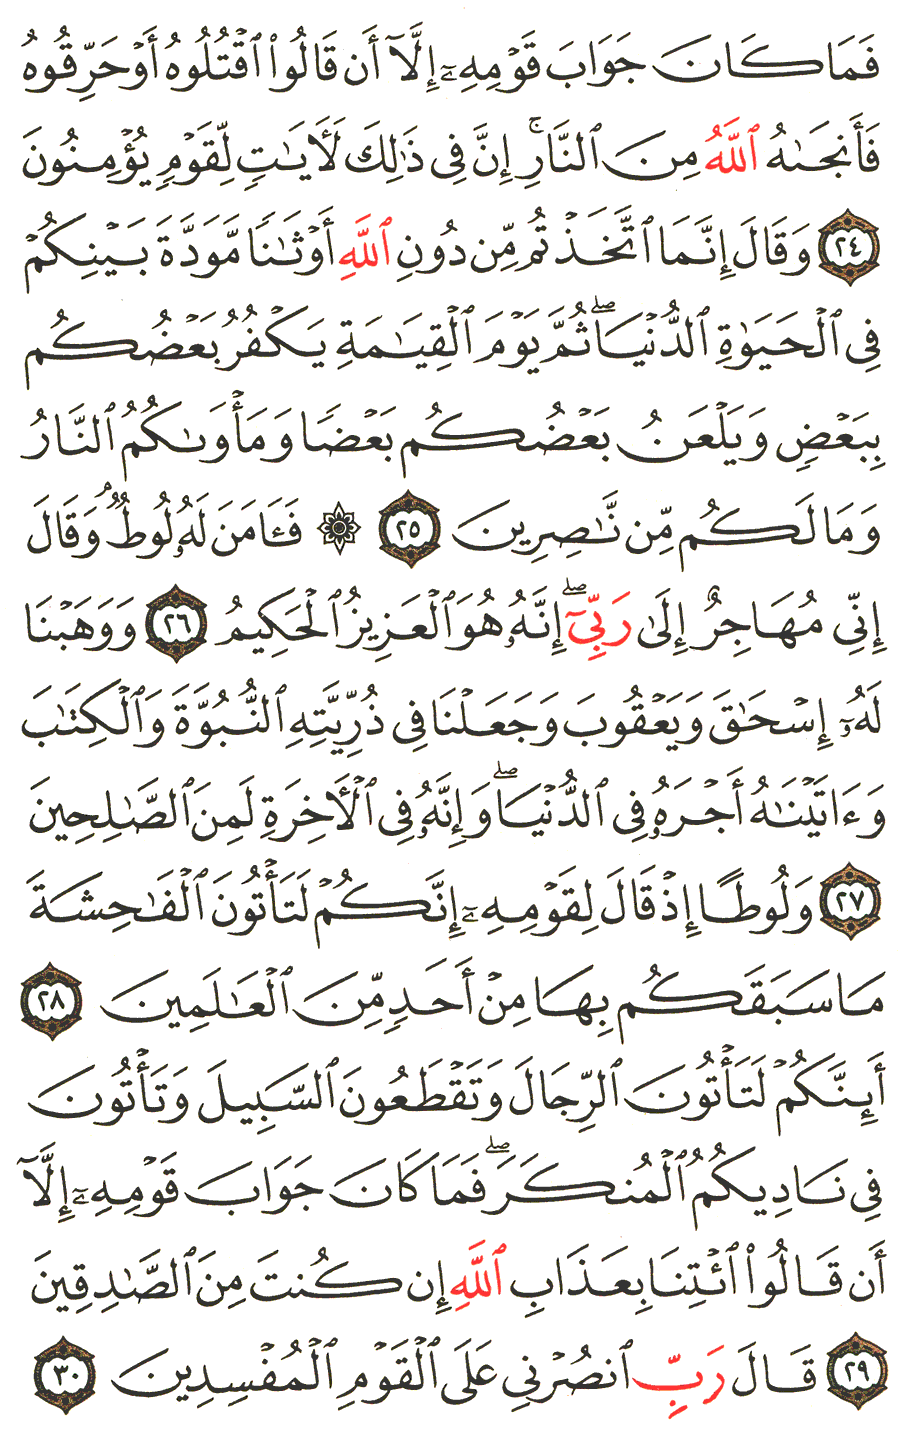 فَمَا كَانَ جَوَابَ قَوْمِهِۦٓ إِلَّآ أَن قَالُوا۟ ٱقْتُلُوهُ أَوْ حَرِّقُوهُ
فَأَنجَىٰهُ ٱللَّهُ مِنَ ٱلنَّارِ ۚ إِنَّ فِى ذَٰلِكَ لَـَٔايَـٰتٍ لِّقَوْمٍ يُؤْمِنُونَ
٢٤ وَقَالَ إِنَّمَا ٱتَّخَذْتُم مِّن دُونِ ٱللَّهِ أَوْثَـٰنًا مَّوَدَّةَ بَيْنِكُمْ
فِى ٱلْحَيَوٰةِ ٱلدُّنْيَا ۖ ثُمَّ يَوْمَ ٱلْقِيَـٰمَةِ يَكْفُرُ بَعْضُكُم
بِبَعْضٍ وَيَلْعَنُ بَعْضُكُم بَعْضًا وَمَأْوَىٰكُمُ ٱلنَّارُ
وَمَا لَكُم مِّن نَّـٰصِرِينَ ٢٥ ۞ فَـَٔامَنَ لَهُۥ لُوطٌ ۘ وَقَالَ
إِنِّى مُهَاجِرٌ إِلَىٰ رَبِّىٓ ۖ إِنَّهُۥ هُوَ ٱلْعَزِيزُ ٱلْحَكِيمُ ٢٦ وَوَهَبْنَا
لَهُۥٓ إِسْحَـٰقَ وَيَعْقُوبَ وَجَعَلْنَا فِى ذُرِّيَّتِهِ ٱلنُّبُوَّةَ وَٱلْكِتَـٰبَ
وَءَاتَيْنَـٰهُ أَجْرَهُۥ فِى ٱلدُّنْيَا ۖ وَإِنَّهُۥ فِى ٱلْـَٔاخِرَةِ لَمِنَ ٱلصَّـٰلِحِينَ
٢٧ وَلُوطًا إِذْ قَالَ لِقَوْمِهِۦٓ إِنَّكُمْ لَتَأْتُونَ ٱلْفَـٰحِشَةَ
مَا سَبَقَكُم بِهَا مِنْ أَحَدٍ مِّنَ ٱلْعَـٰلَمِينَ ٢٨
أَئِنَّكُمْ لَتَأْتُونَ ٱلرِّجَالَ وَتَقْطَعُونَ ٱلسَّبِيلَ وَتَأْتُونَ
فِى نَادِيكُمُ ٱلْمُنكَرَ ۖ فَمَا كَانَ جَوَابَ قَوْمِهِۦٓ إِلَّآ
أَن قَالُوا۟ ٱئْتِنَا بِعَذَابِ ٱللَّهِ إِن كُنتَ مِنَ ٱلصَّـٰدِقِينَ
٢٩ قَالَ رَبِّ ٱنصُرْنِى عَلَى ٱلْقَوْمِ ٱلْمُفْسِدِينَ ٣٠